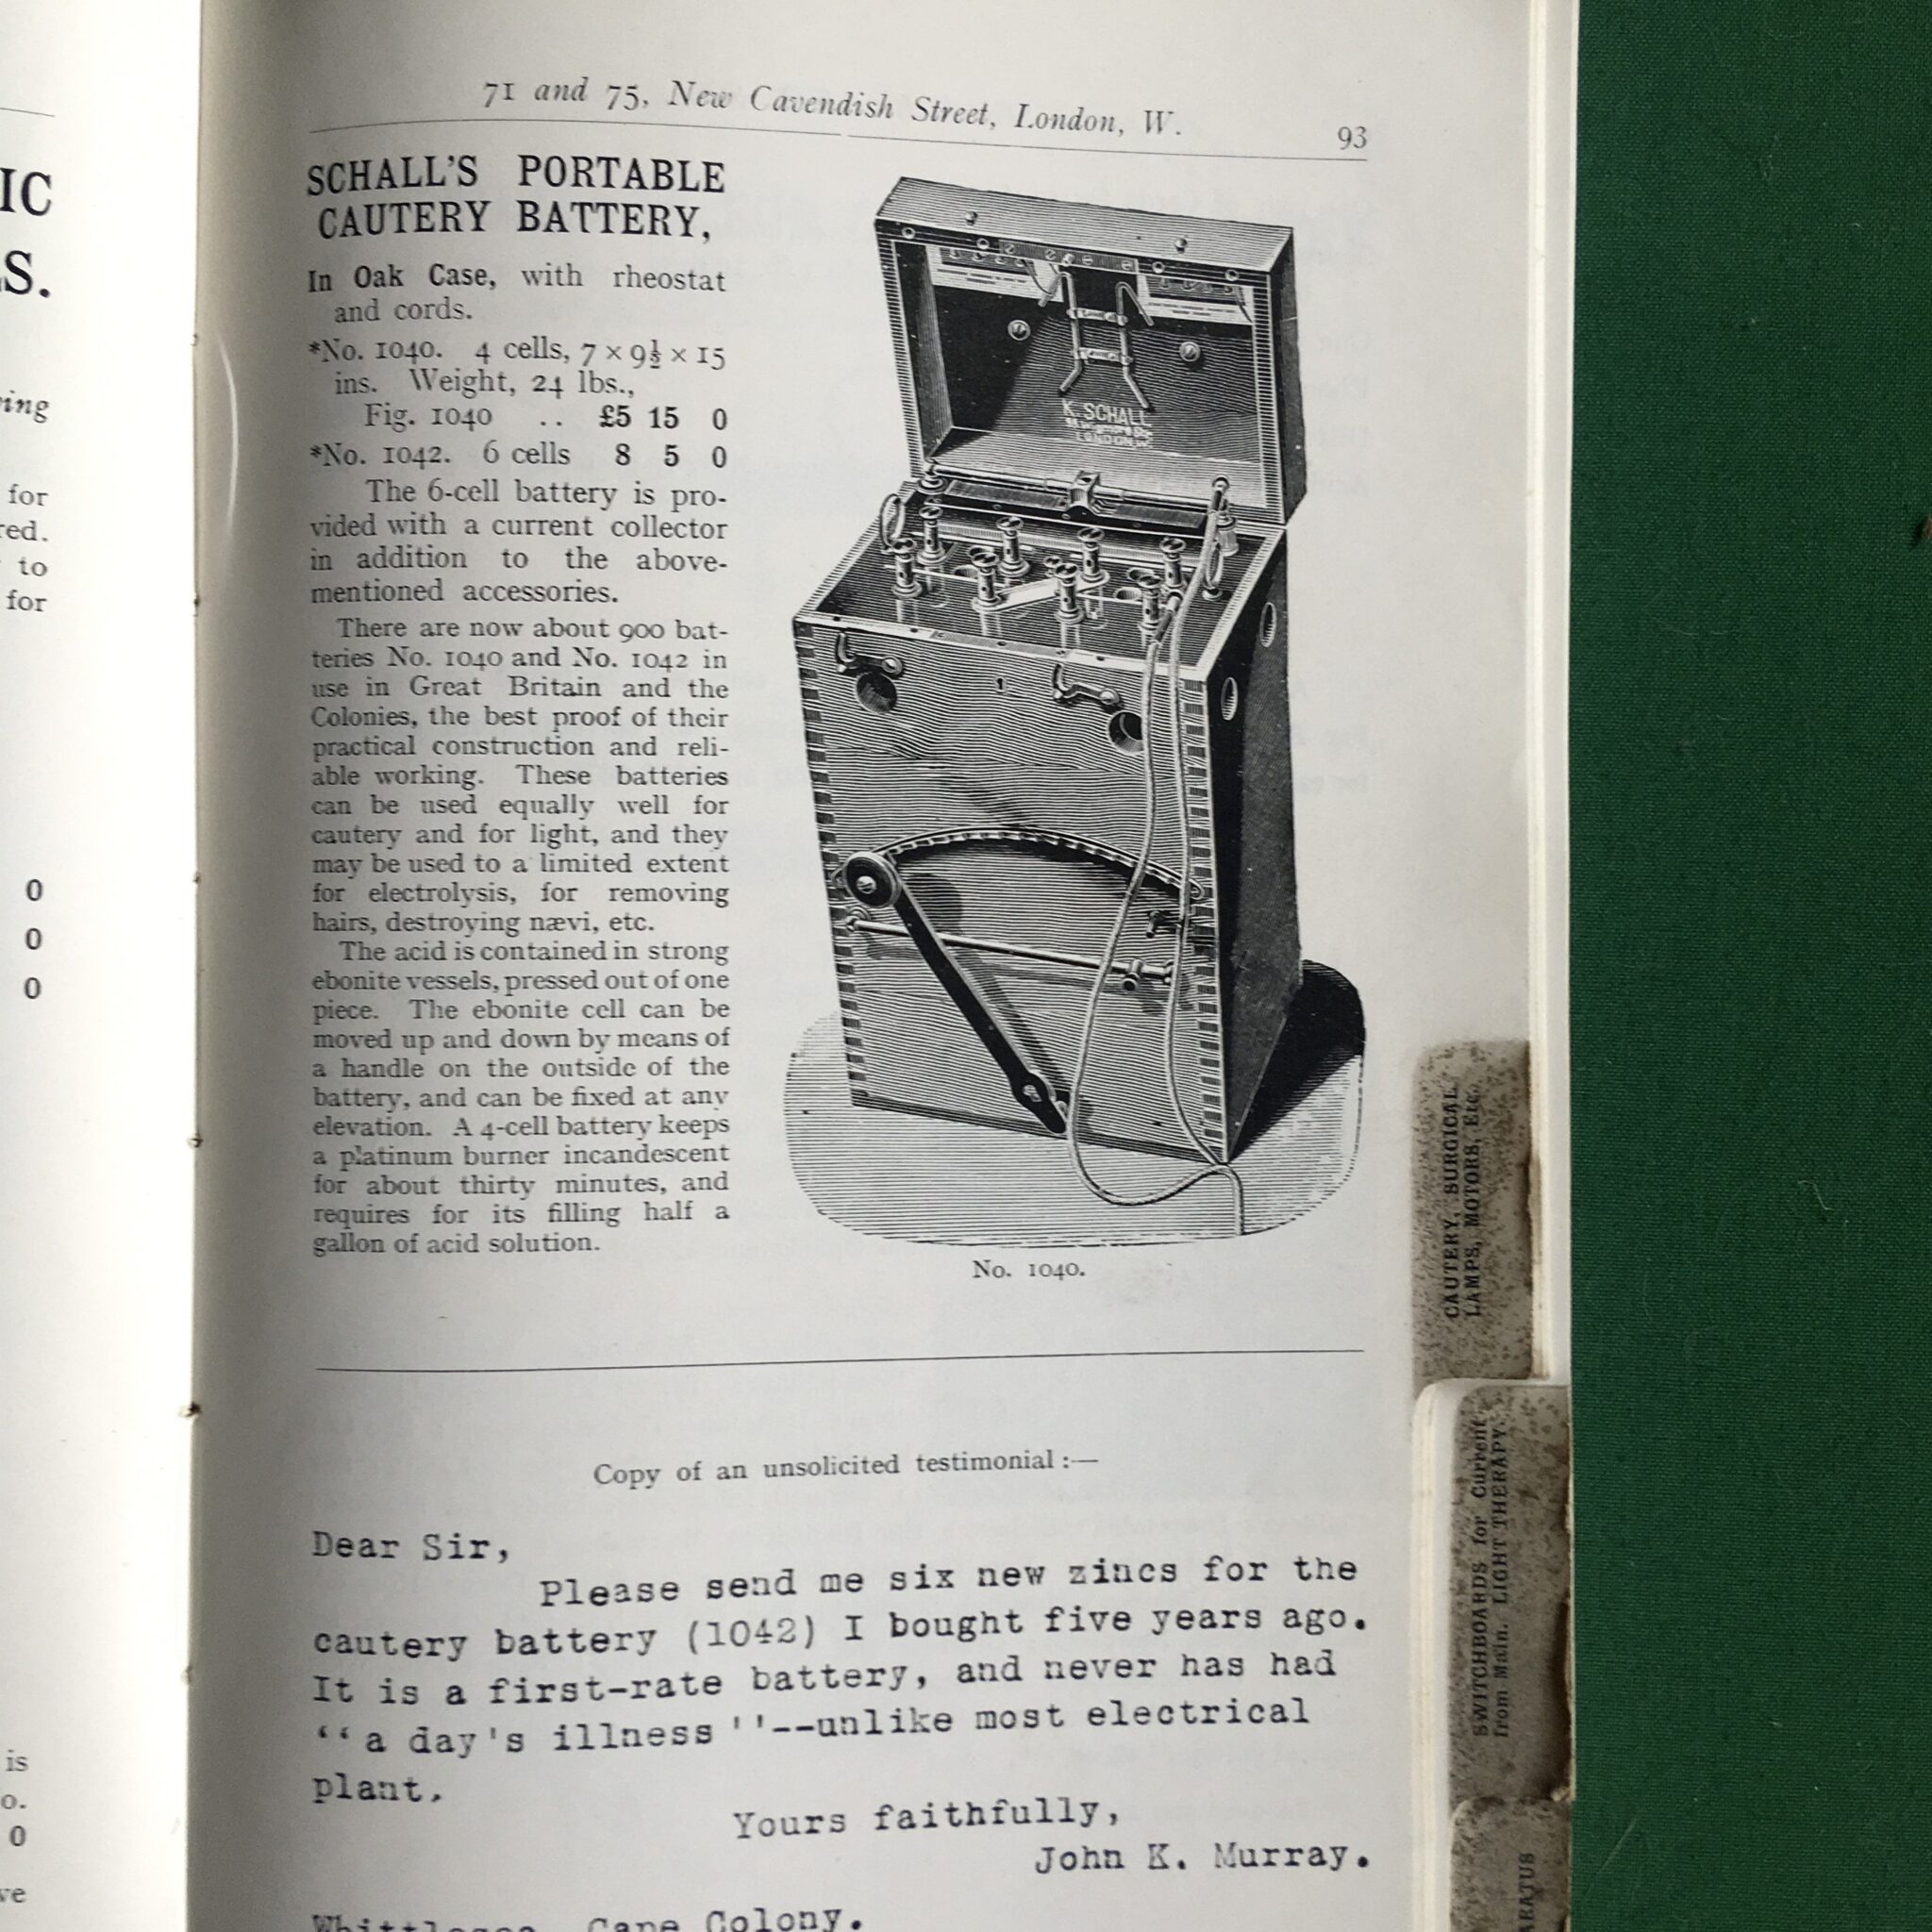 IC
S.
ing
for
red.
to
for
0
0
0
is
o.
0
ve
71 and 75, New Cavendish Street, London, W.
93
SCHALL'S PORTABLE
CAUTERY BATTERY,
In Oak Case, with rheostat
and cords.
*No. 1040. 4 cells, 7 × 9½ × 15
ins. Weight, 24 lbs.,
Fig. 1040 .. £5 15 0
*No. 1042. 6 cells 8 5 0
The 6-cell battery is pro-
vided with a current collector
in addition to the above-
mentioned accessories.
There are now about 900 bat-
teries No. 1040 and No. 1042 in
use in Great Britain and the
Colonies, the best proof of their
practical construction and reli-
able working. These batteries
can be used equally well for
cautery and for light, and they
may be used to a limited extent
for electrolysis, for removing
hairs, destroying nævi, etc.
The acid is contained in strong
ebonite vessels, pressed out of one
piece. The ebonite cell can be
moved up and down by means of
a handle on the outside of the
battery, and can be fixed at any
elevation. A 4-cell battery keeps
a platinum burner incandescent
for about thirty minutes, and
requires for its filling half a
gallon of acid solution.
K. SCHALL
LONDON
No. 1040.
Copy of an unsolicited testimonial :—
Dear Sir,
Please send me six new zincs for the
cautery battery (1042) I bought five years ago.
It is a first-rate battery, and never has had
‘‘a day's illness''--unlike most electrical
plant.
Yours faithfully,
John K. Murray.
Cape Colony.
CAUTERY, SURGICAL
LAMPS, MOTORS, Etc.
SWITCHBOARDS for Current
from Main. LIGHT THERAPY.
ARATUS